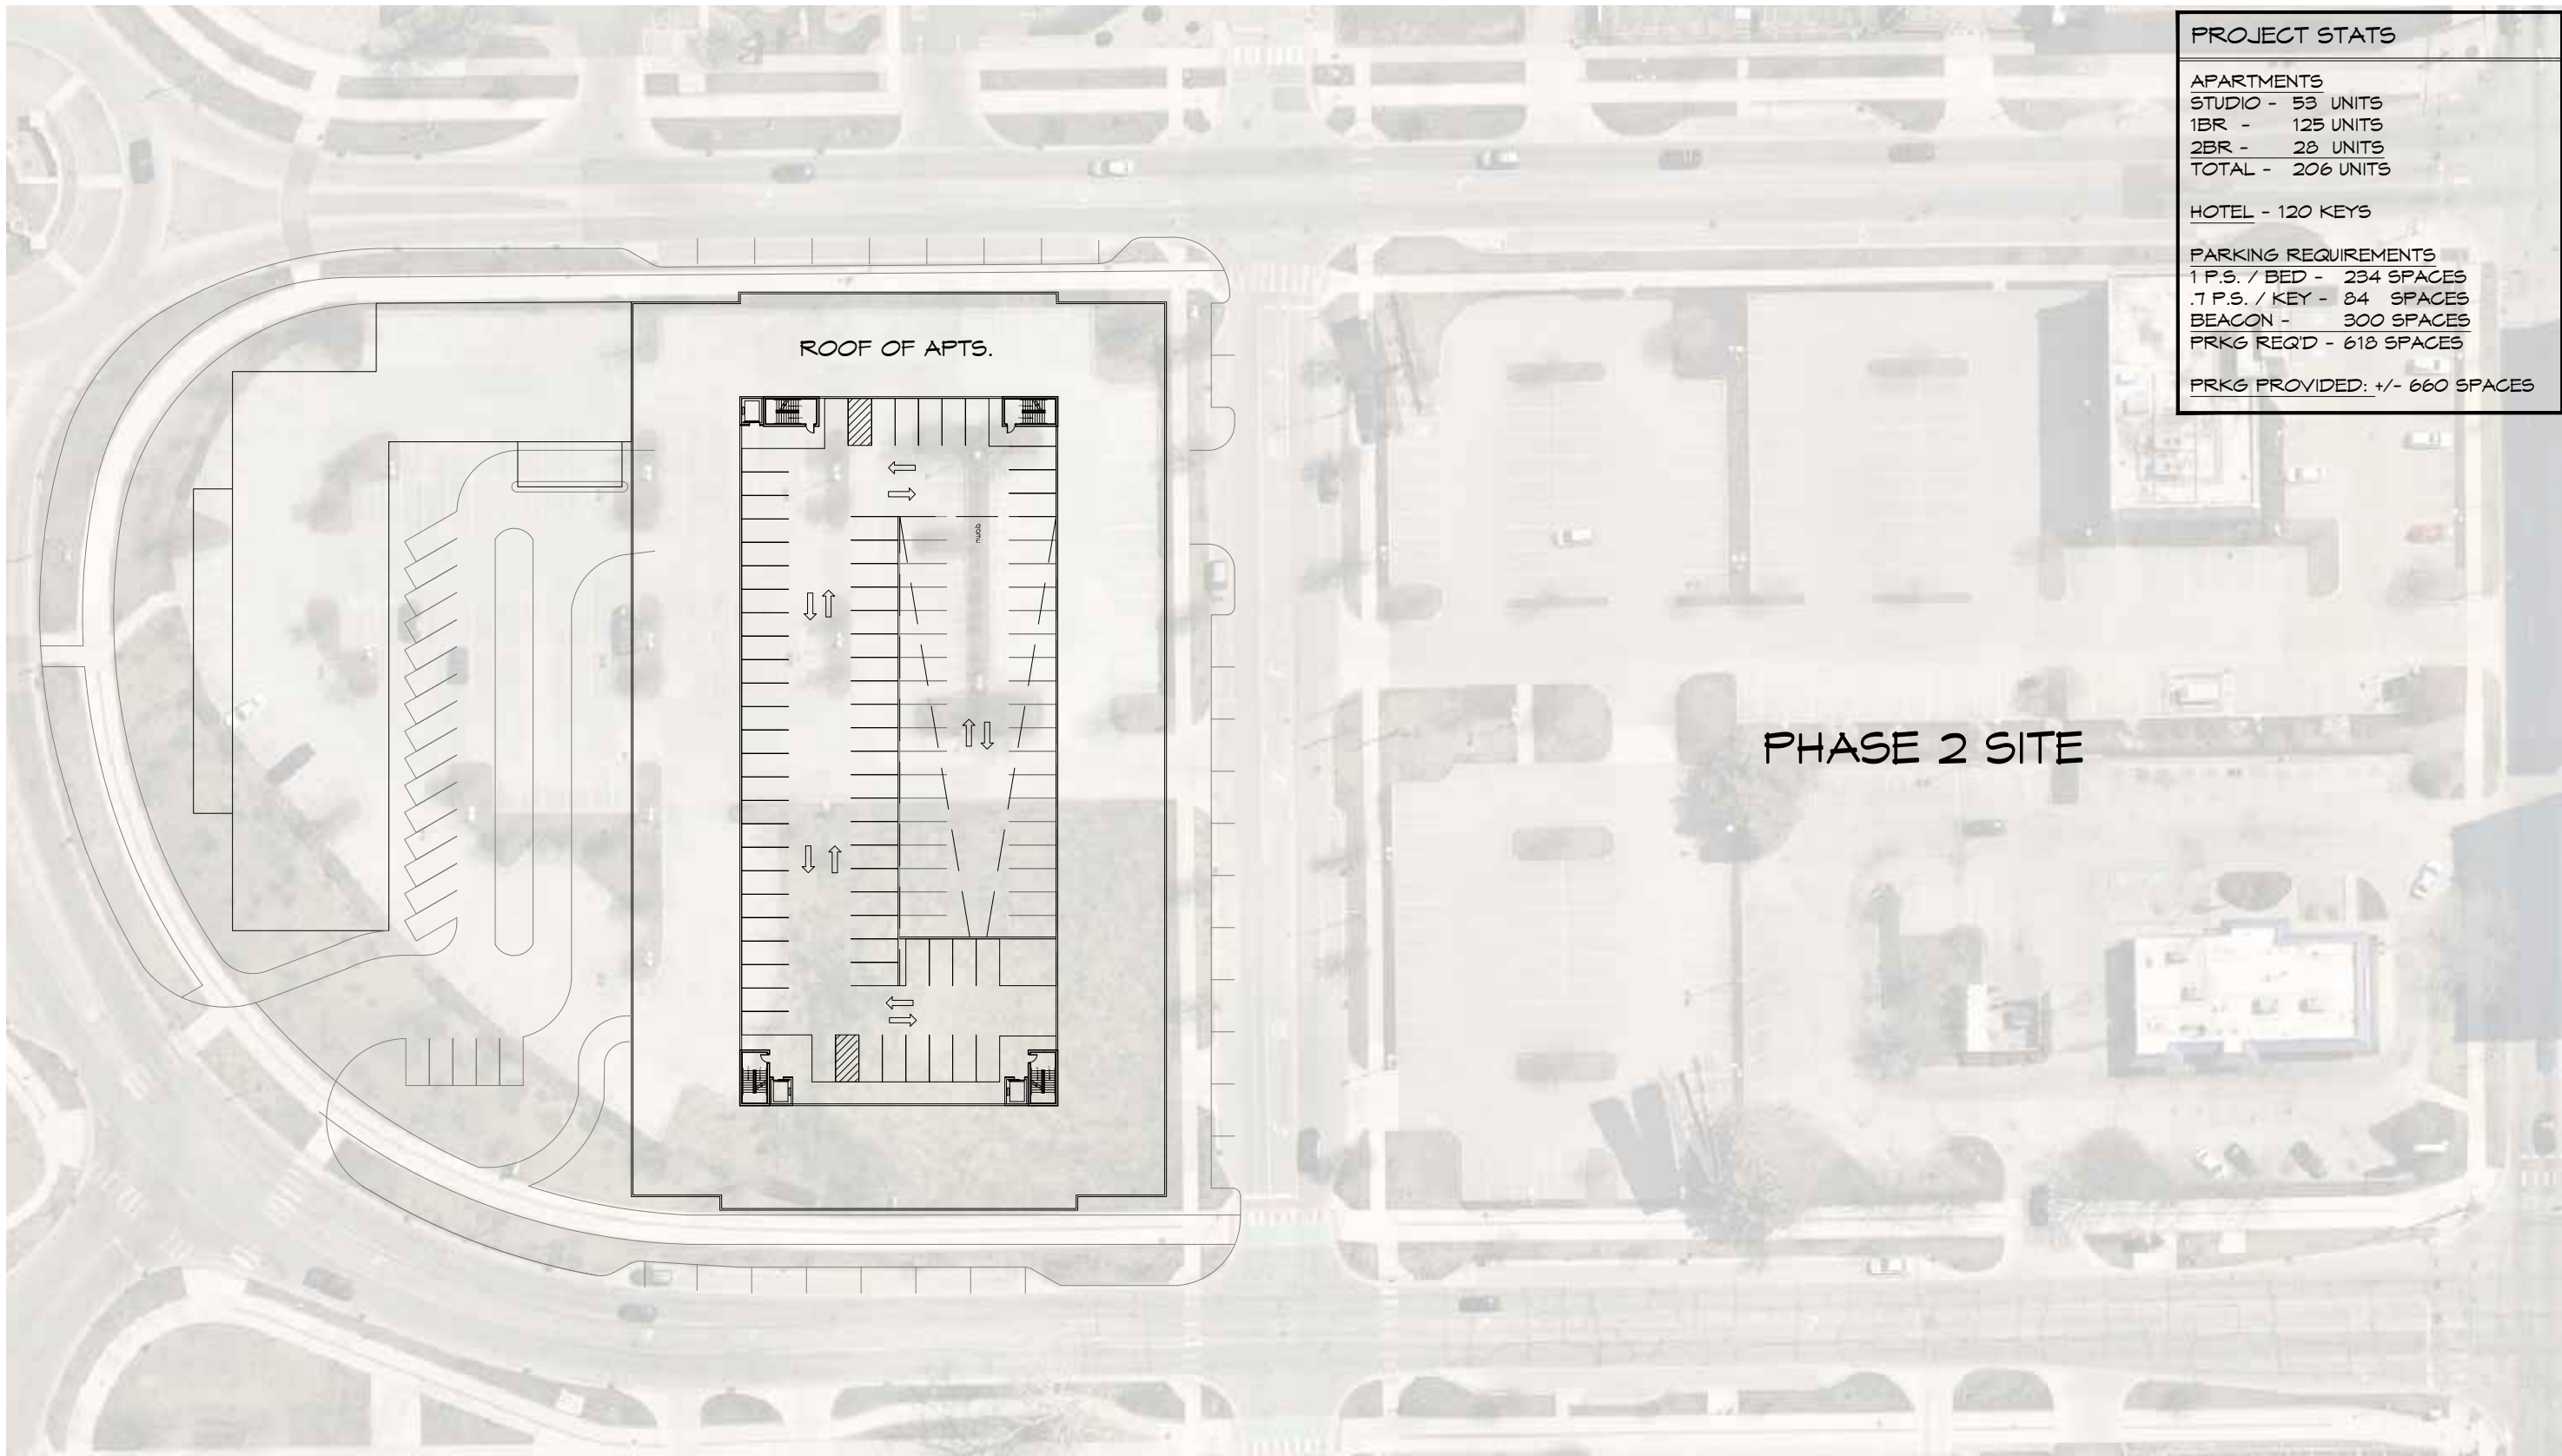 PROJECT STATS
APARTMENTS
STUDIO - 53 UNITS
1BR - 125 UNITS
2BR - 28 UNITS
TOTAL - 206 UNITS
HOTEL - 120 KEYS
PARKING REQUIREMENTS
1 P.S. / BED - 234 SPACES
.7 P.S. / KEY - 84 SPACES
BEACON - 300 SPACES
PRKG REQ'D - 618 SPACES
PRKG PROVIDED: +/- 660 SPACES
ROOF OF APTS.
PHASE 2 SITE